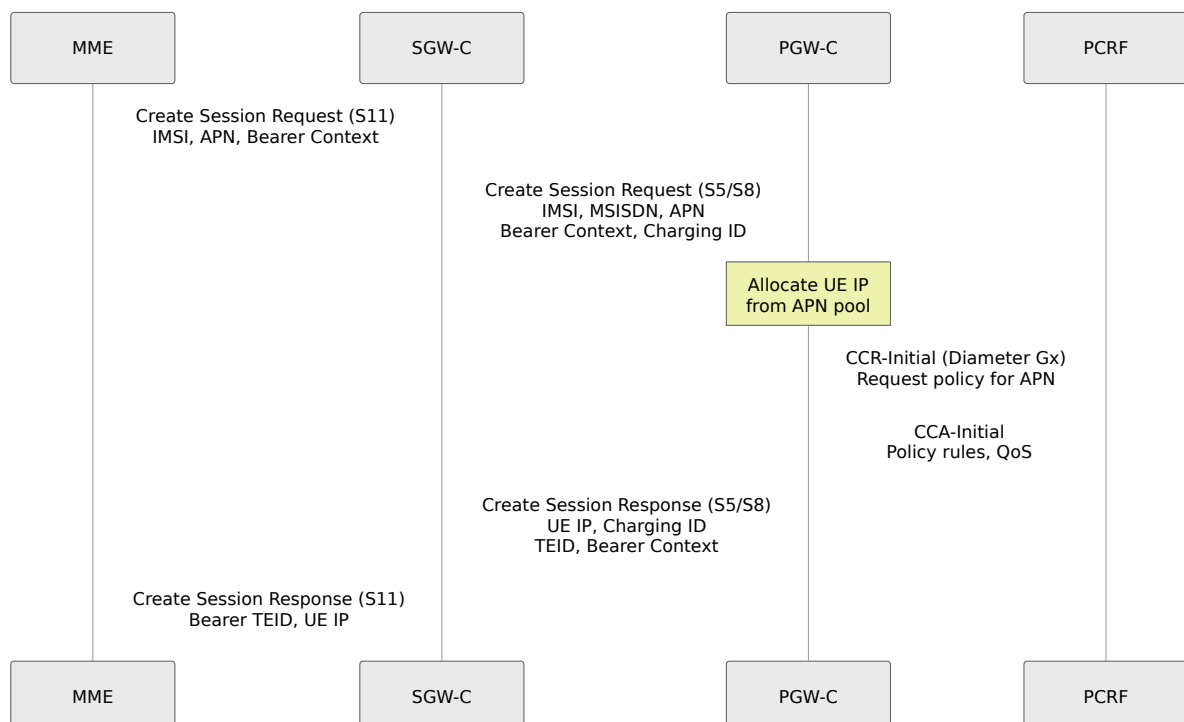 MME
SGW-C
PGW-C
PCRF
Create Session Request (S11)
IMSI, APN, Bearer Context
Create Session Request (S5/S8)
IMSI, MSISDN, APN
Bearer Context, Charging ID
Allocate UE IP
from APN pool
CCR-Initial (Diameter Gx)
Request policy for APN
CCA-Initial
Policy rules, QoS
Create Session Response (S5/S8)
UE IP, Charging ID
TEID, Bearer Context
Create Session Response (S11)
Bearer TEID, UE IP
MME
SGW-C
PGW-C
PCRF